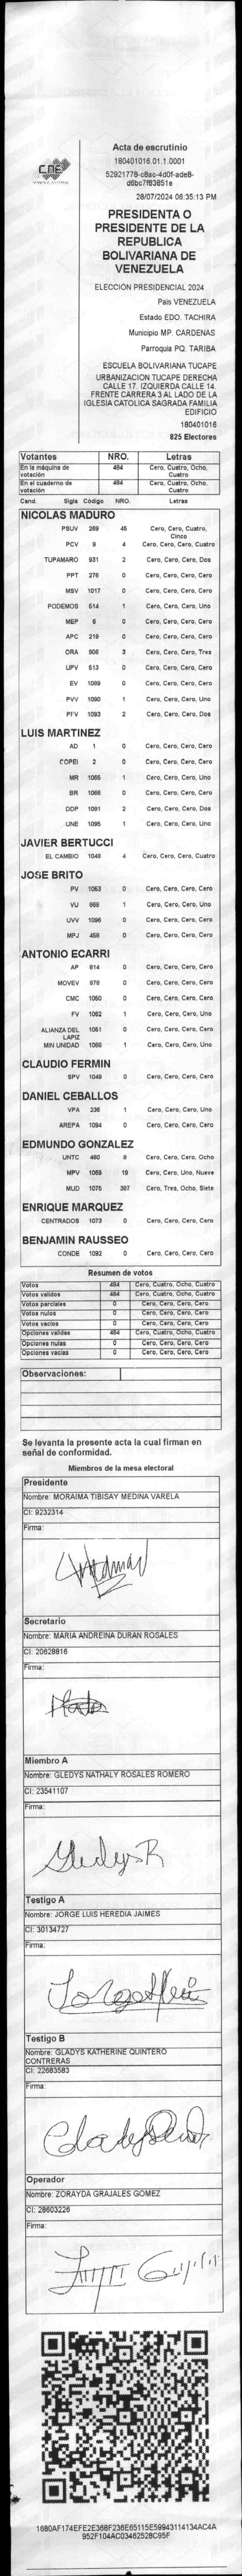 CNE
Acta de escrutinio
180401016.01.1.0001
52921778-c8ac-4d0f-ade8-
d6bc7f83851e
28/07/2024 06:35:13 PM
PRESIDENTA O
PRESIDENTE DE LA
REPUBLICA
BOLIVARIANA DE
VENEZUELA
ELECCIÓN PRESIDENCIAL 2024
Pais VENEZUELA
Estado EDO. TACHIRA
Municipio MP. CARDENAS
Parroquia PQ. TARIBA
ESCUELA BOLIVARIANA TUCAPE
URBANIZACION TUCAPE DERECHA
CALLE 17. IZQUIERDA CALLE 14.
FRENTE CARRERA 3 AL LADO DE LA
IGLESIA CATOLICA SAGRADA FAMILIA
EDIFICIO
180401016
825 Electores
Votantes NRO. Letras
En la máquina de votación 484 Cero, Cuatro, Ocho, Cuatro
En el cuaderno de votación 484 Cero, Cuatro, Ocho, Cuatro
Cand. Sigla Código NRO. Letras
NICOLAS MADURO
PSUV 269 45 Cero, Cero, Cuatro, Cinco
PCV 9 4 Cero, Cero, Cero, Cuatro
TUPAMARO 931 2 Cero, Cero, Cero, Dos
PPT 276 0 Cero, Cero, Cero, Cero
MSV 1017 0 Cero, Cero, Cero, Cero
PODEMOS 514 1 Cero, Cero, Cero, Uno
MEP 6 0 Cero, Cero, Cero, Cero
APC 219 0 Cero, Cero, Cero, Cero
ORA 906 3 Cero, Cero, Cero, Tres
UPV 513 0 Cero, Cero, Cero, Cero
EV 1089 0 Cero, Cero, Cero, Cero
PVV 1090 1 Cero, Cero, Cero, Uno
PFV 1093 2 Cero, Cero, Cero, Dos
LUIS MARTINEZ
AD 1 0 Cero, Cero, Cero, Cero
COPEI 2 0 Cero, Cero, Cero, Cero
MR 1065 1 Cero, Cero, Cero, Uno
BR 1066 0 Cero, Cero, Cero, Cero
DDP 1091 2 Cero, Cero, Cero, Dos
UNE 1095 1 Cero, Cero, Cero, Uno
JAVIER BERTUCCI
EL CAMBIO 1048 4 Cero, Cero, Cero, Cuatro
JOSE BRITO
PV 1053 0 Cero, Cero, Cero, Cero
VU 868 1 Cero, Cero, Cero, Uno
UVV 1096 0 Cero, Cero, Cero, Cero
MPJ 458 0 Cero, Cero, Cero, Cero
ANTONIO ECARRI
AP 814 0 Cero, Cero, Cero, Cero
MOVEV 878 0 Cero, Cero, Cero, Cero
CMC 1050 0 Cero, Cero, Cero, Cero
FV 1052 1 Cero, Cero, Cero, Uno
ALIANZA DEL LAPIZ 1051 0 Cero, Cero, Cero, Cero
MIN UNIDAD 1088 1 Cero, Cero, Cero, Uno
CLAUDIO FERMIN
SPV 1049 0 Cero, Cero, Cero, Cero
DANIEL CEBALLOS
VPA 236 1 Cero, Cero, Cero, Uno
AREPA 1094 0 Cero, Cero, Cero, Cero
EDMUNDO GONZALEZ
UNTC 460 8 Cero, Cero, Cero, Ocho
MPV 1069 19 Cero, Cero, Uno, Nueve
MUD 1075 387 Cero, Tres, Ocho, Siete
ENRIQUE MARQUEZ
CENTRADOS 1073 0 Cero, Cero, Cero, Cero
BENJAMIN RAUSSEO
CONDE 1092 0 Cero, Cero, Cero, Cero
Resumen de votos
Votos 484 Cero, Cuatro, Ocho, Cuatro
Votos validos 484 Cero, Cuatro, Ocho, Cuatro
Votos parciales 0 Cero, Cero, Cero, Cero
Votos nulos 0 Cero, Cero, Cero, Cero
Votos vacios 0 Cero, Cero, Cero, Cero
Opciones validas 484 Cero, Cuatro, Ocho, Cuatro
Opciones nulas 0 Cero, Cero, Cero, Cero
Opciones vacias 0 Cero, Cero, Cero, Cero
Observaciones:
Se levanta la presente acta la cual firman en
señal de conformidad.
Miembros de la mesa electoral
Presidente
Nombre: MORAIMA TIBISAY MEDINA VARELA
CI: 9232314
Firma:
Secretario
Nombre: MARIA ANDREINA DURAN ROSALES
CI: 20628816
Firma:
Miembro A
Nombre: GLEDYS NATHALY ROSALES ROMERO
CI: 23541107
Firma:
Gledys R
Testigo A
Nombre: JORGE LUIS HEREDIA JAIMES
CI: 30134727
Firma:
Testigo B
Nombre: GLADYS KATHERINE QUINTERO
CONTRERAS
CI: 22683583
Firma:
Operador
Nombre: ZORAYDA GRAJALES GOMEZ
CI: 28603226
Firma:
1680AF174EFE2E368F236E65115E59943114134AC4A
952F104AC03462528C95F